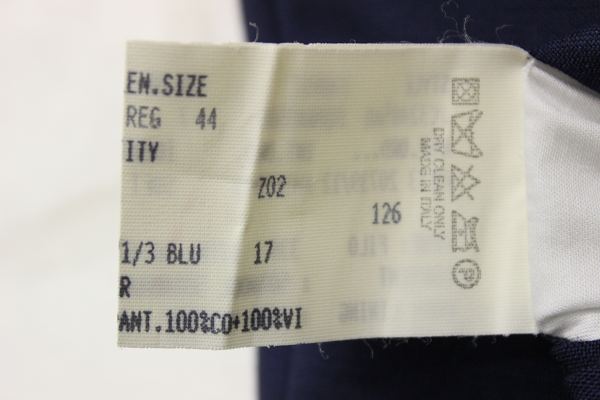 EN.SIZE
REG 44
ITY
Z02
126
1/3 BLU 17
R
ANT.100%CO+100%VI
DRY CLEAN ONLY
MADE IN ITALY